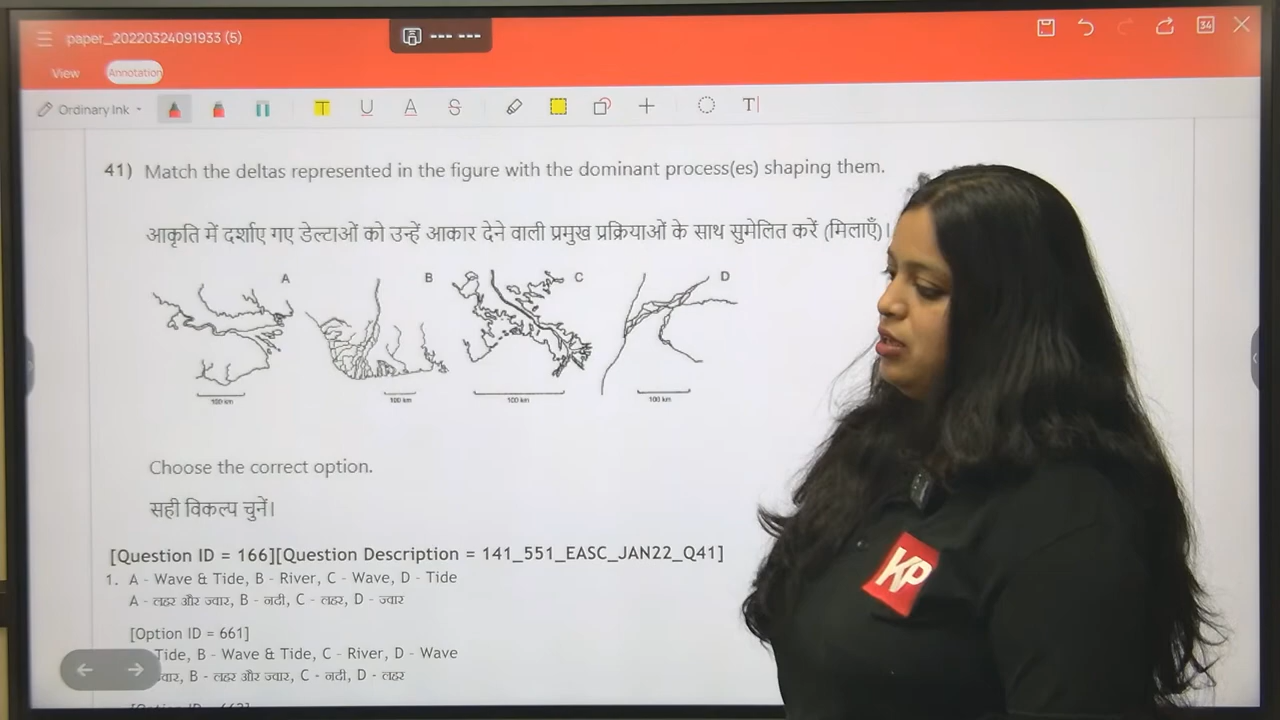 paper_20220324091933 (5)
--- ---
34
View
Annotation
Ordinary Ink
T U A S T
41) Match the deltas represented in the figure with the dominant process(es) shaping them.
आकृति में दर्शाए गए डेल्टाओं को उन्हें आकार देने वाली प्रमुख प्रक्रियाओं के साथ सुमेलित करें (मिलाएँ)।
A B C D
100 km 100 km 100 km 100 km
Choose the correct option.
सही विकल्प चुनें।
[Question ID = 166][Question Description = 141_551_EASC_JAN22_Q41]
1. A - Wave & Tide, B - River, C - Wave, D - Tide
A - लहर और ज्वार, B - नदी, C - लहर, D - ज्वार
[Option ID = 661]
Tide, B - Wave & Tide, C - River, D - Wave
B - लहर और ज्वार, C - नदी, D - लहर
KP